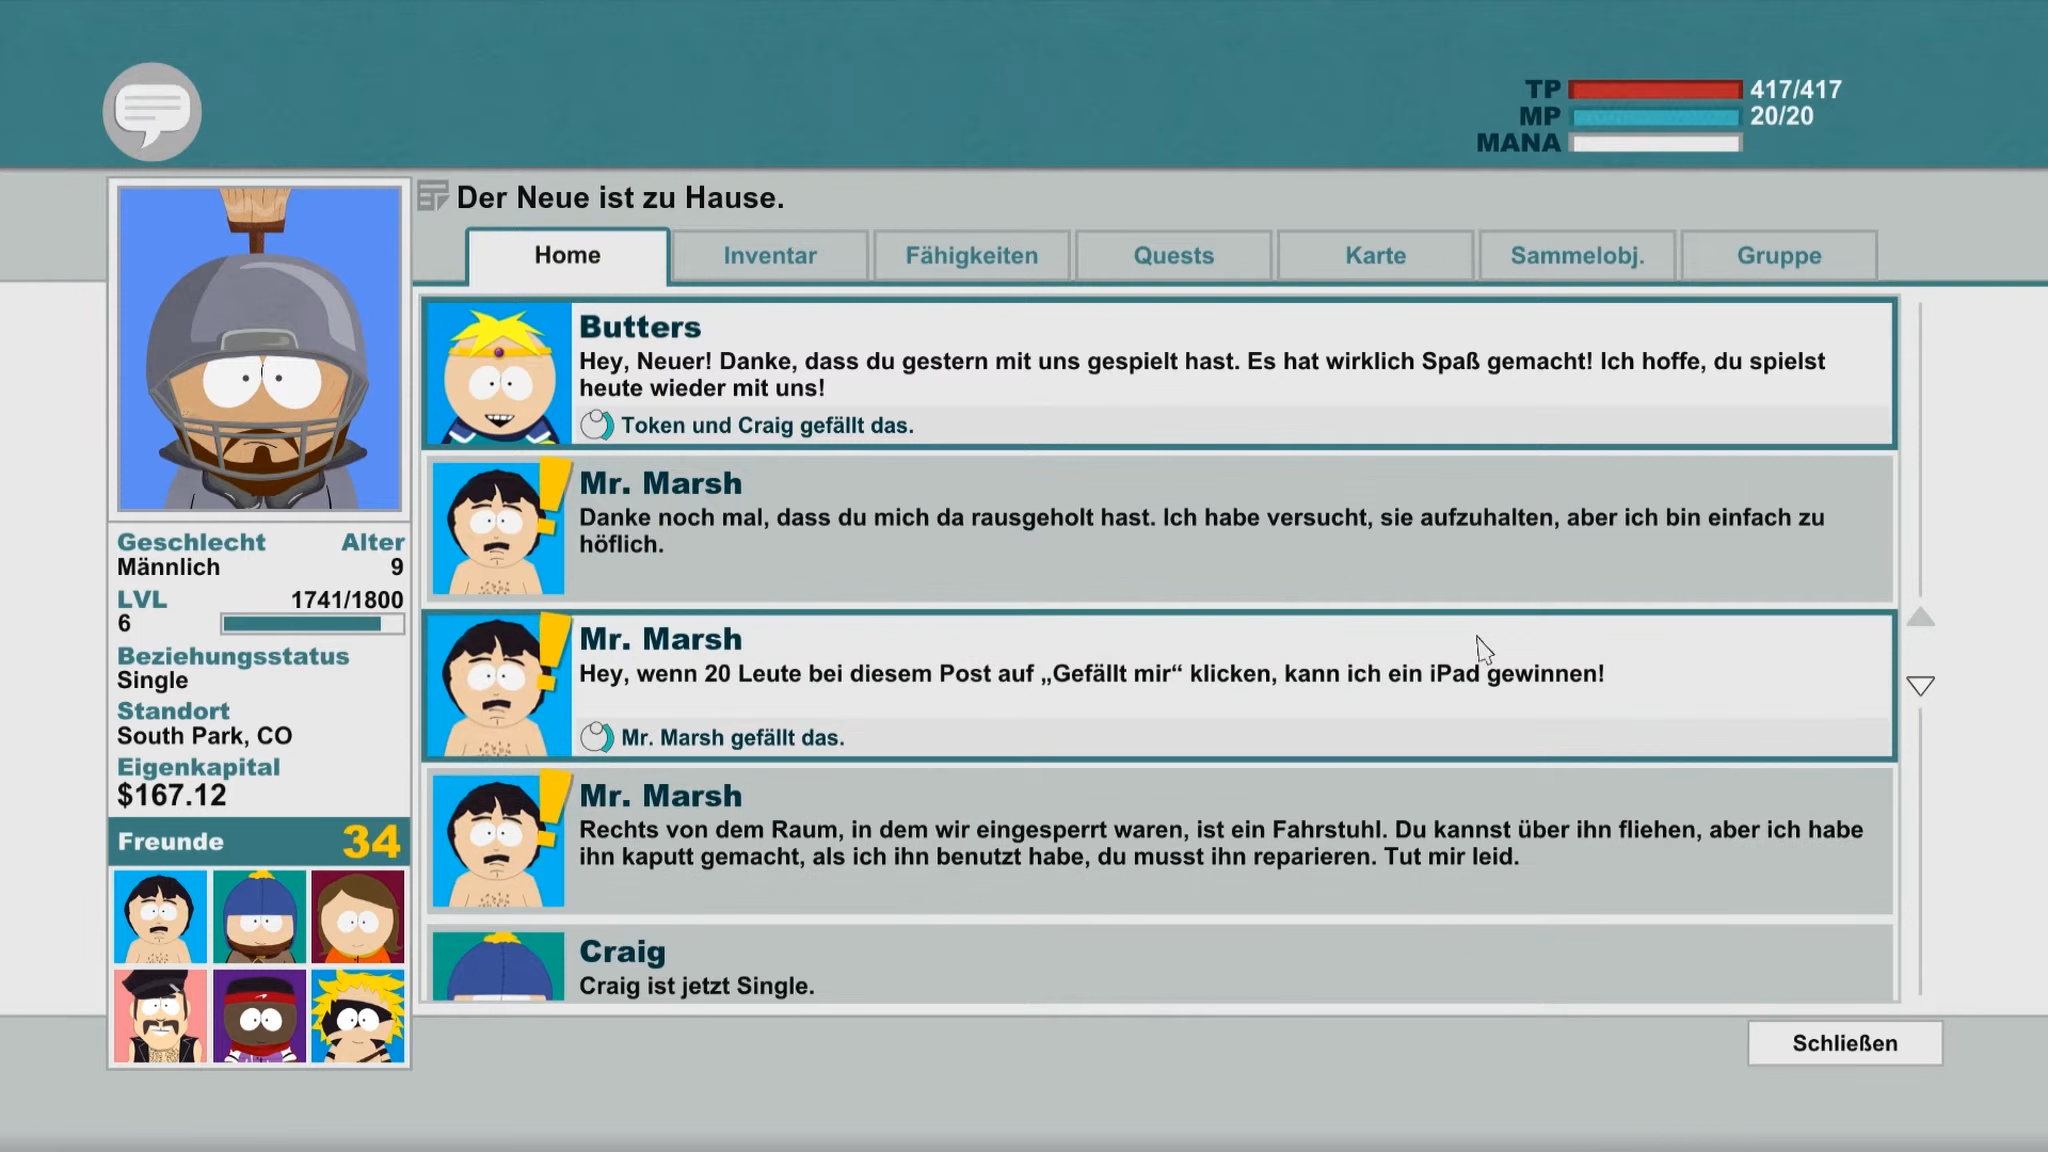 TP 417/417
MP 20/20
MANA
Der Neue ist zu Hause.
Home Inventar Fähigkeiten Quests Karte Sammelobj. Gruppe
Geschlecht Alter
Männlich 9
LVL 1741/1800
6
Beziehungsstatus
Single
Standort
South Park, CO
Eigenkapital
$167.12
Freunde 34
Butters
Hey, Neuer! Danke, dass du gestern mit uns gespielt hast. Es hat wirklich Spaß gemacht! Ich hoffe, du spielst
heute wieder mit uns!
Token und Craig gefällt das.
Mr. Marsh
Danke noch mal, dass du mich da rausgeholt hast. Ich habe versucht, sie aufzuhalten, aber ich bin einfach zu
höflich.
Mr. Marsh
Hey, wenn 20 Leute bei diesem Post auf „Gefällt mir“ klicken, kann ich ein iPad gewinnen!
Mr. Marsh gefällt das.
Mr. Marsh
Rechts von dem Raum, in dem wir eingesperrt waren, ist ein Fahrstuhl. Du kannst über ihn fliehen, aber ich habe
ihn kaputt gemacht, als ich ihn benutzt habe, du musst ihn reparieren. Tut mir leid.
Craig
Craig ist jetzt Single.
Schließen